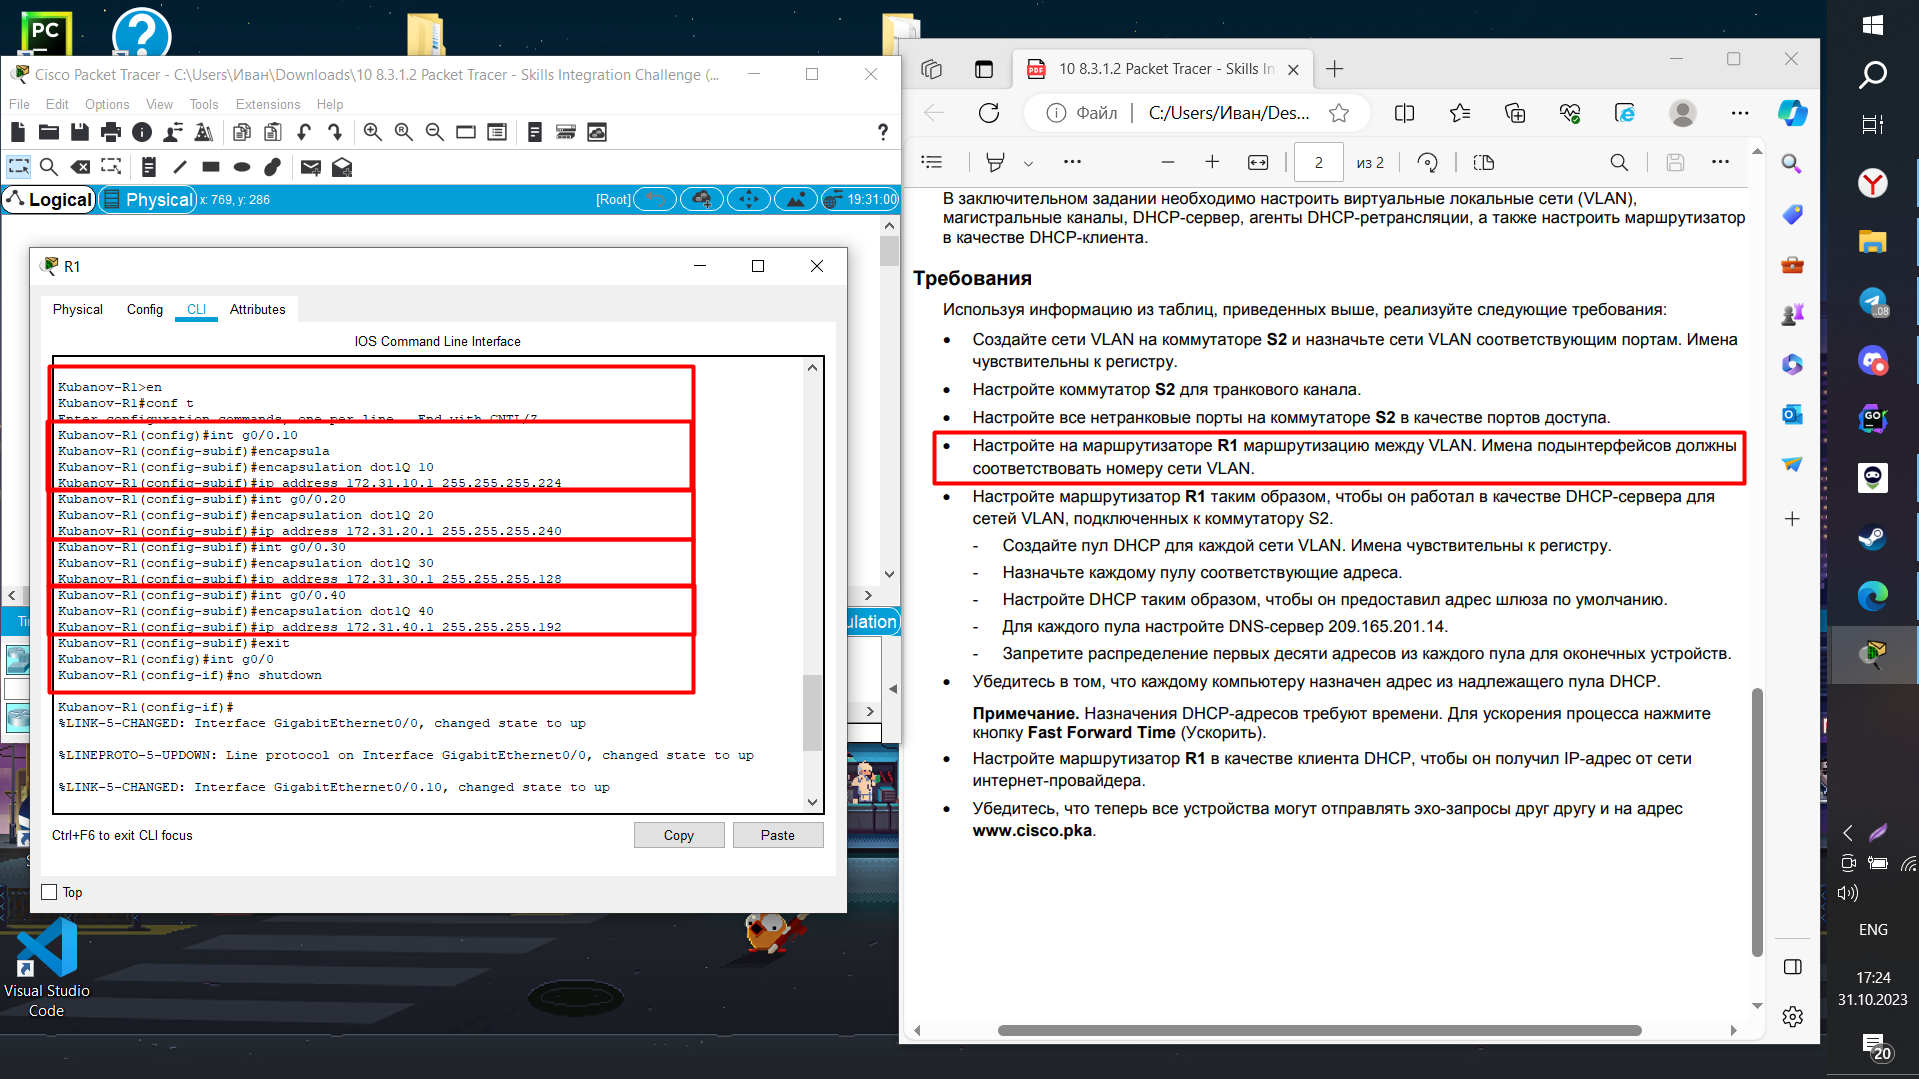 PC
?
Cisco Packet Tracer - C:\Users\Иван\Downloads\10 8.3.1.2 Packet Tracer - Skills Integration Challenge (...
File Edit Options View Tools Extensions Help
?
Logical
Physical
x: 769, y: 286
[Root]
19:31:00
R1
Physical Config CLI Attributes
IOS Command Line Interface
Kubanov-R1>en
Kubanov-R1#conf t
Enter configuration commands, one per line. End with CNTL/Z.
Kubanov-R1(config)#int g0/0.10
Kubanov-R1(config-subif)#encapsula
Kubanov-R1(config-subif)#encapsulation dot1Q 10
Kubanov-R1(config-subif)#ip address 172.31.10.1 255.255.255.224
Kubanov-R1(config-subif)#int g0/0.20
Kubanov-R1(config-subif)#encapsulation dot1Q 20
Kubanov-R1(config-subif)#ip address 172.31.20.1 255.255.255.240
Kubanov-R1(config-subif)#int g0/0.30
Kubanov-R1(config-subif)#encapsulation dot1Q 30
Kubanov-R1(config-subif)#ip address 172.31.30.1 255.255.255.128
Kubanov-R1(config-subif)#int g0/0.40
Kubanov-R1(config-subif)#encapsulation dot1Q 40
Kubanov-R1(config-subif)#ip address 172.31.40.1 255.255.255.192
Kubanov-R1(config-subif)#exit
Kubanov-R1(config)#int g0/0
Kubanov-R1(config-if)#no shutdown
Kubanov-R1(config-if)#
%LINK-5-CHANGED: Interface GigabitEthernet0/0, changed state to up
%LINEPROTO-5-UPDOWN: Line protocol on Interface GigabitEthernet0/0, changed state to up
%LINK-5-CHANGED: Interface GigabitEthernet0/0.10, changed state to up
Ctrl+F6 to exit CLI focus
Copy
Paste
Top
Ti
ulation
Visual Studio
Code
10 8.3.1.2 Packet Tracer - Skills In
Файл
C:/Users/Иван/Des...
2 из 2
В заключительном задании необходимо настроить виртуальные локальные сети (VLAN),
магистральные каналы, DHCP-сервер, агенты DHCP-ретрансляции, а также настроить маршрутизатор
в качестве DHCP-клиента.
Требования
Используя информацию из таблиц, приведенных выше, реализуйте следующие требования:
• Создайте сети VLAN на коммутаторе S2 и назначьте сети VLAN соответствующим портам. Имена
чувствительны к регистру.
• Настройте коммутатор S2 для транкового канала.
• Настройте все нетранковые порты на коммутаторе S2 в качестве портов доступа.
• Настройте на маршрутизаторе R1 маршрутизацию между VLAN. Имена подынтерфейсов должны
соответствовать номеру сети VLAN.
• Настройте маршрутизатор R1 таким образом, чтобы он работал в качестве DHCP-сервера для
сетей VLAN, подключенных к коммутатору S2.
- Создайте пул DHCP для каждой сети VLAN. Имена чувствительны к регистру.
- Назначьте каждому пулу соответствующие адреса.
- Настройте DHCP таким образом, чтобы он предоставил адрес шлюза по умолчанию.
- Для каждого пула настройте DNS-сервер 209.165.201.14.
- Запретите распределение первых десяти адресов из каждого пула для оконечных устройств.
• Убедитесь в том, что каждому компьютеру назначен адрес из надлежащего пула DHCP.
Примечание. Назначения DHCP-адресов требуют времени. Для ускорения процесса нажмите
кнопку Fast Forward Time (Ускорить).
• Настройте маршрутизатор R1 в качестве клиента DHCP, чтобы он получил IP-адрес от сети
интернет-провайдера.
• Убедитесь, что теперь все устройства могут отправлять эхо-запросы друг другу и на адрес
www.cisco.pka.
ENG
17:24
31.10.2023
20